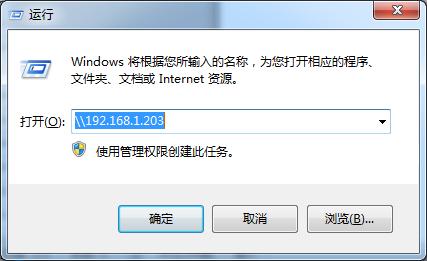 运行
Windows 将根据您所输入的名称，为您打开相应的程序、
文件夹、文档或 Internet 资源。
打开(O): \\192.168.1.203
使用管理权限创建此任务。
确定 取消 浏览(B)...